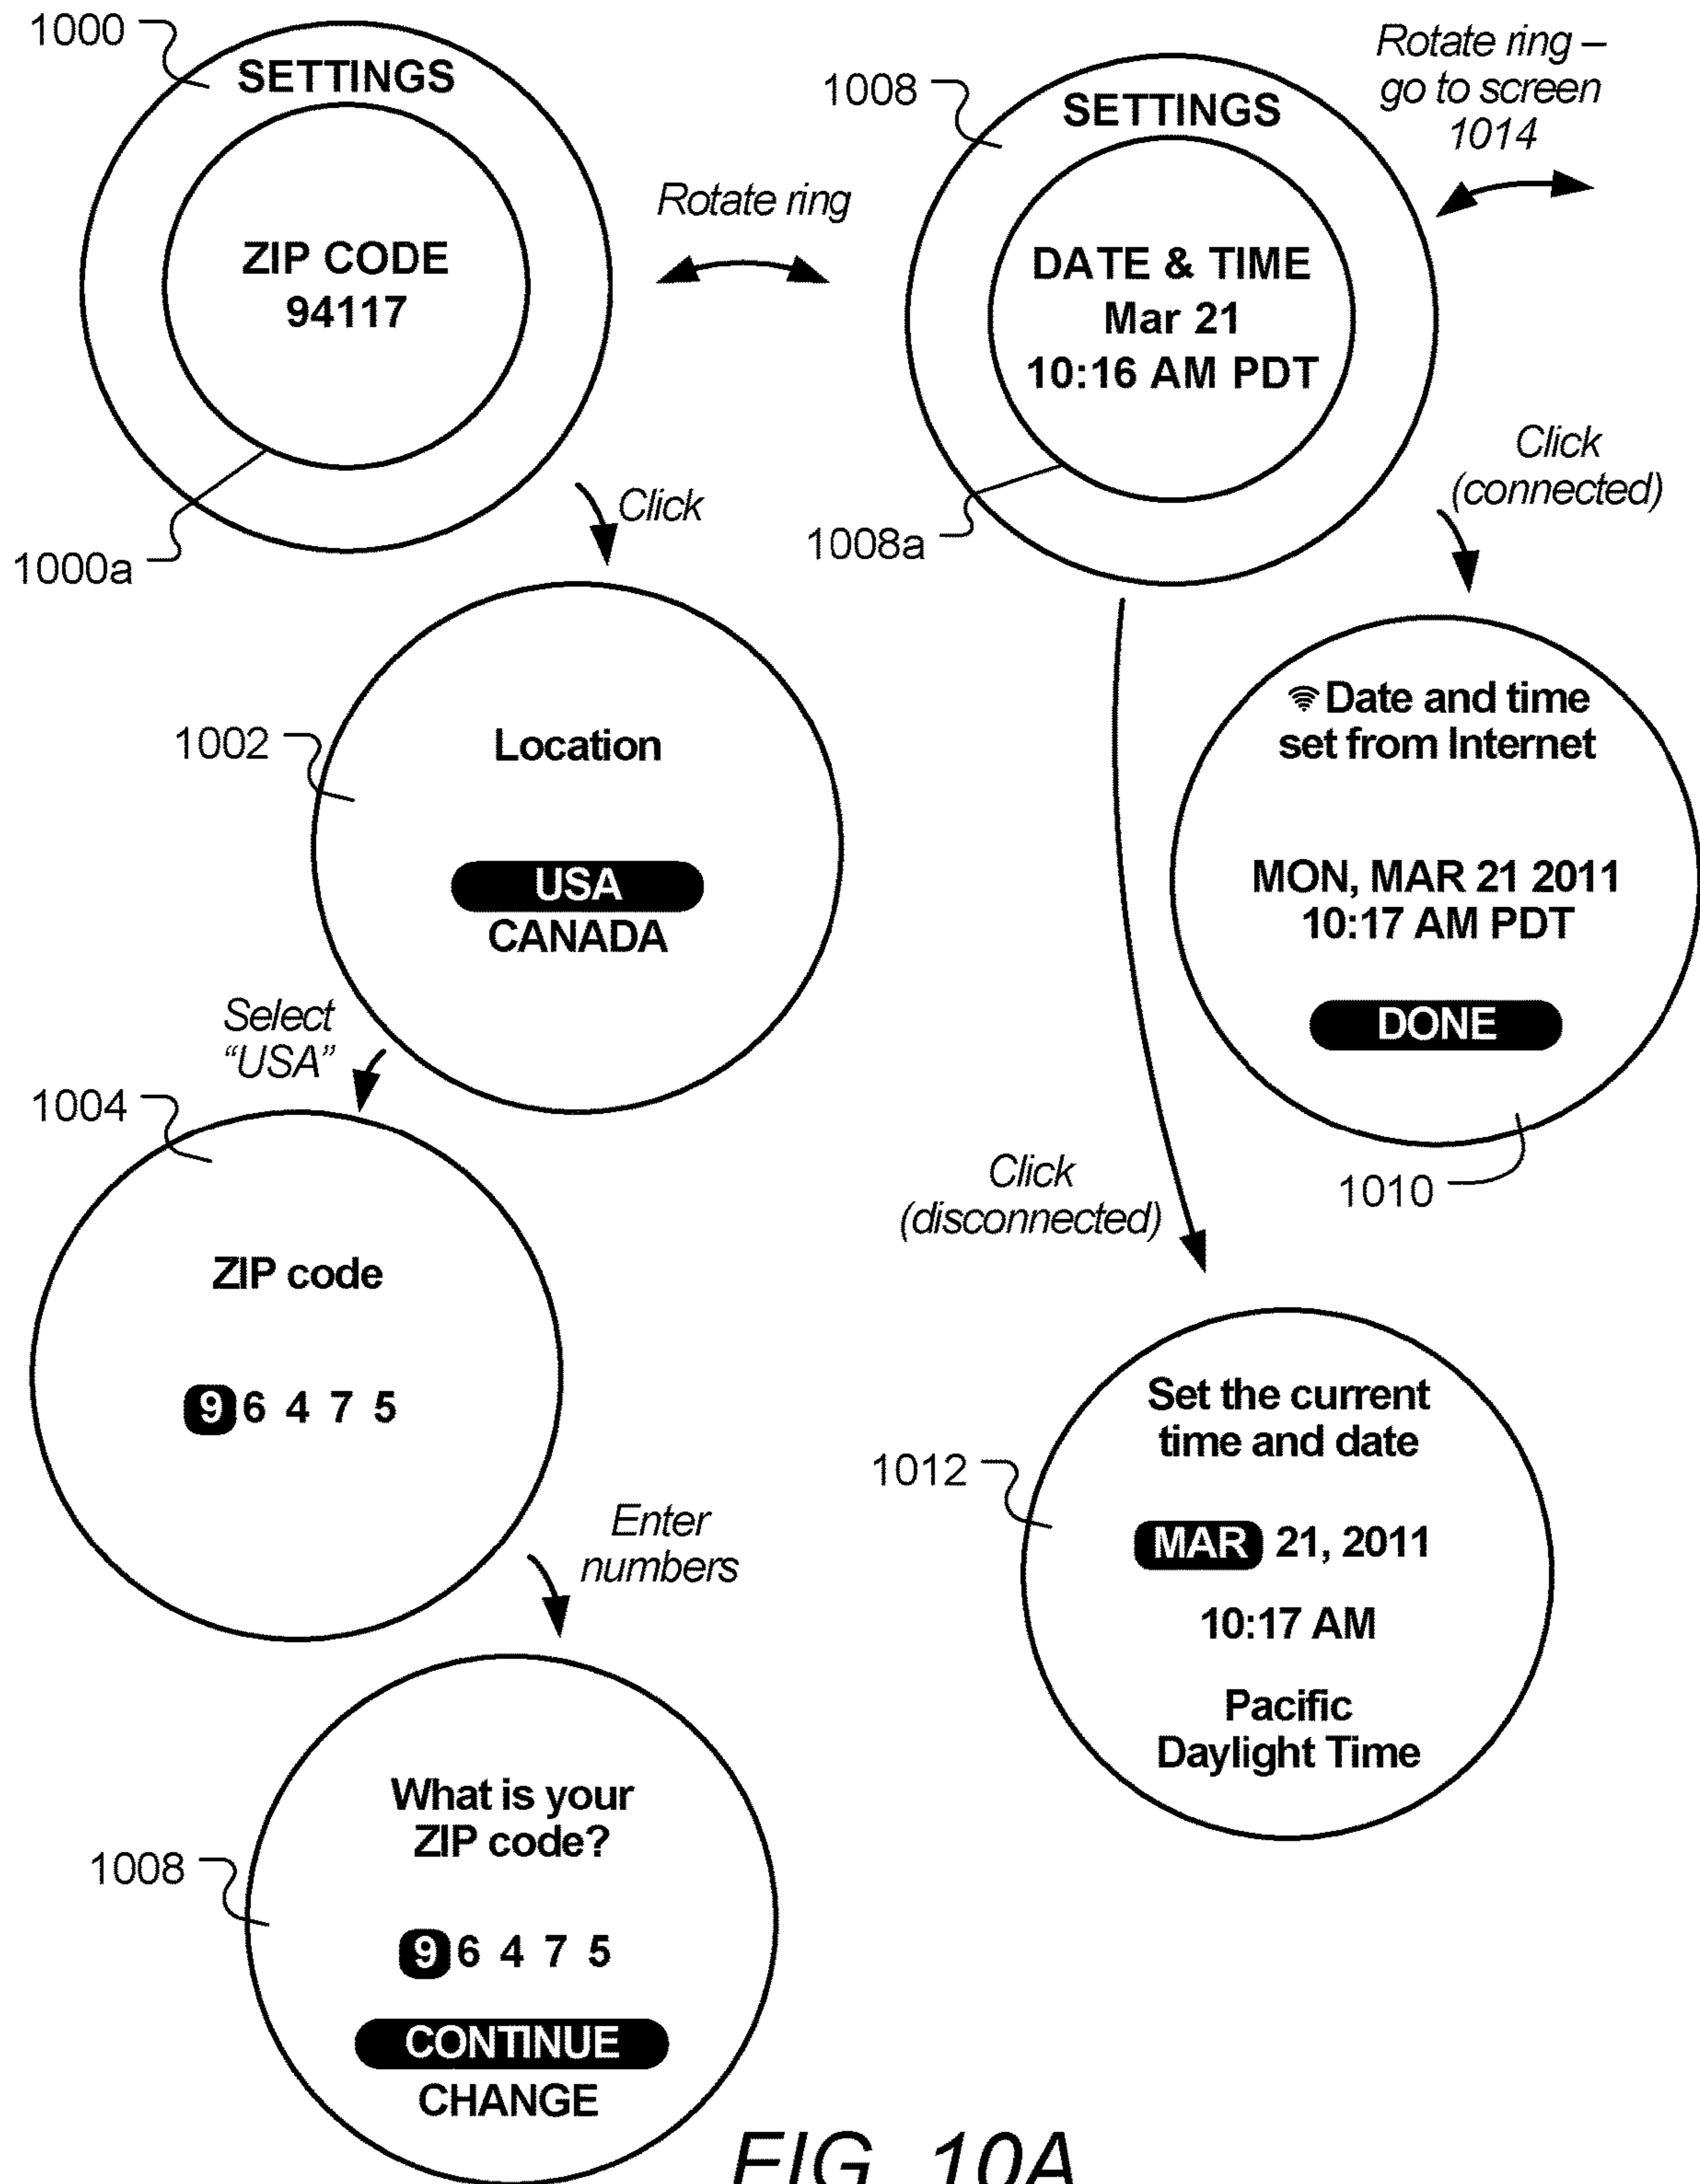 1000
SETTINGS
ZIP CODE
94117
1000a
Rotate ring
1008
SETTINGS
DATE & TIME
Mar 21
10:16 AM PDT
1008a
Rotate ring –
go to screen
1014
Click
Click
(connected)
1002
Location
USA
CANADA
Date and time
set from Internet
MON, MAR 21 2011
10:17 AM PDT
DONE
1010
Select
“USA”
1004
ZIP code
9 6 4 7 5
Click
(disconnected)
Enter
numbers
1012
Set the current
time and date
MAR 21, 2011
10:17 AM
Pacific
Daylight Time
1008
What is your
ZIP code?
9 6 4 7 5
CONTINUE
CHANGE
FIG. 10A